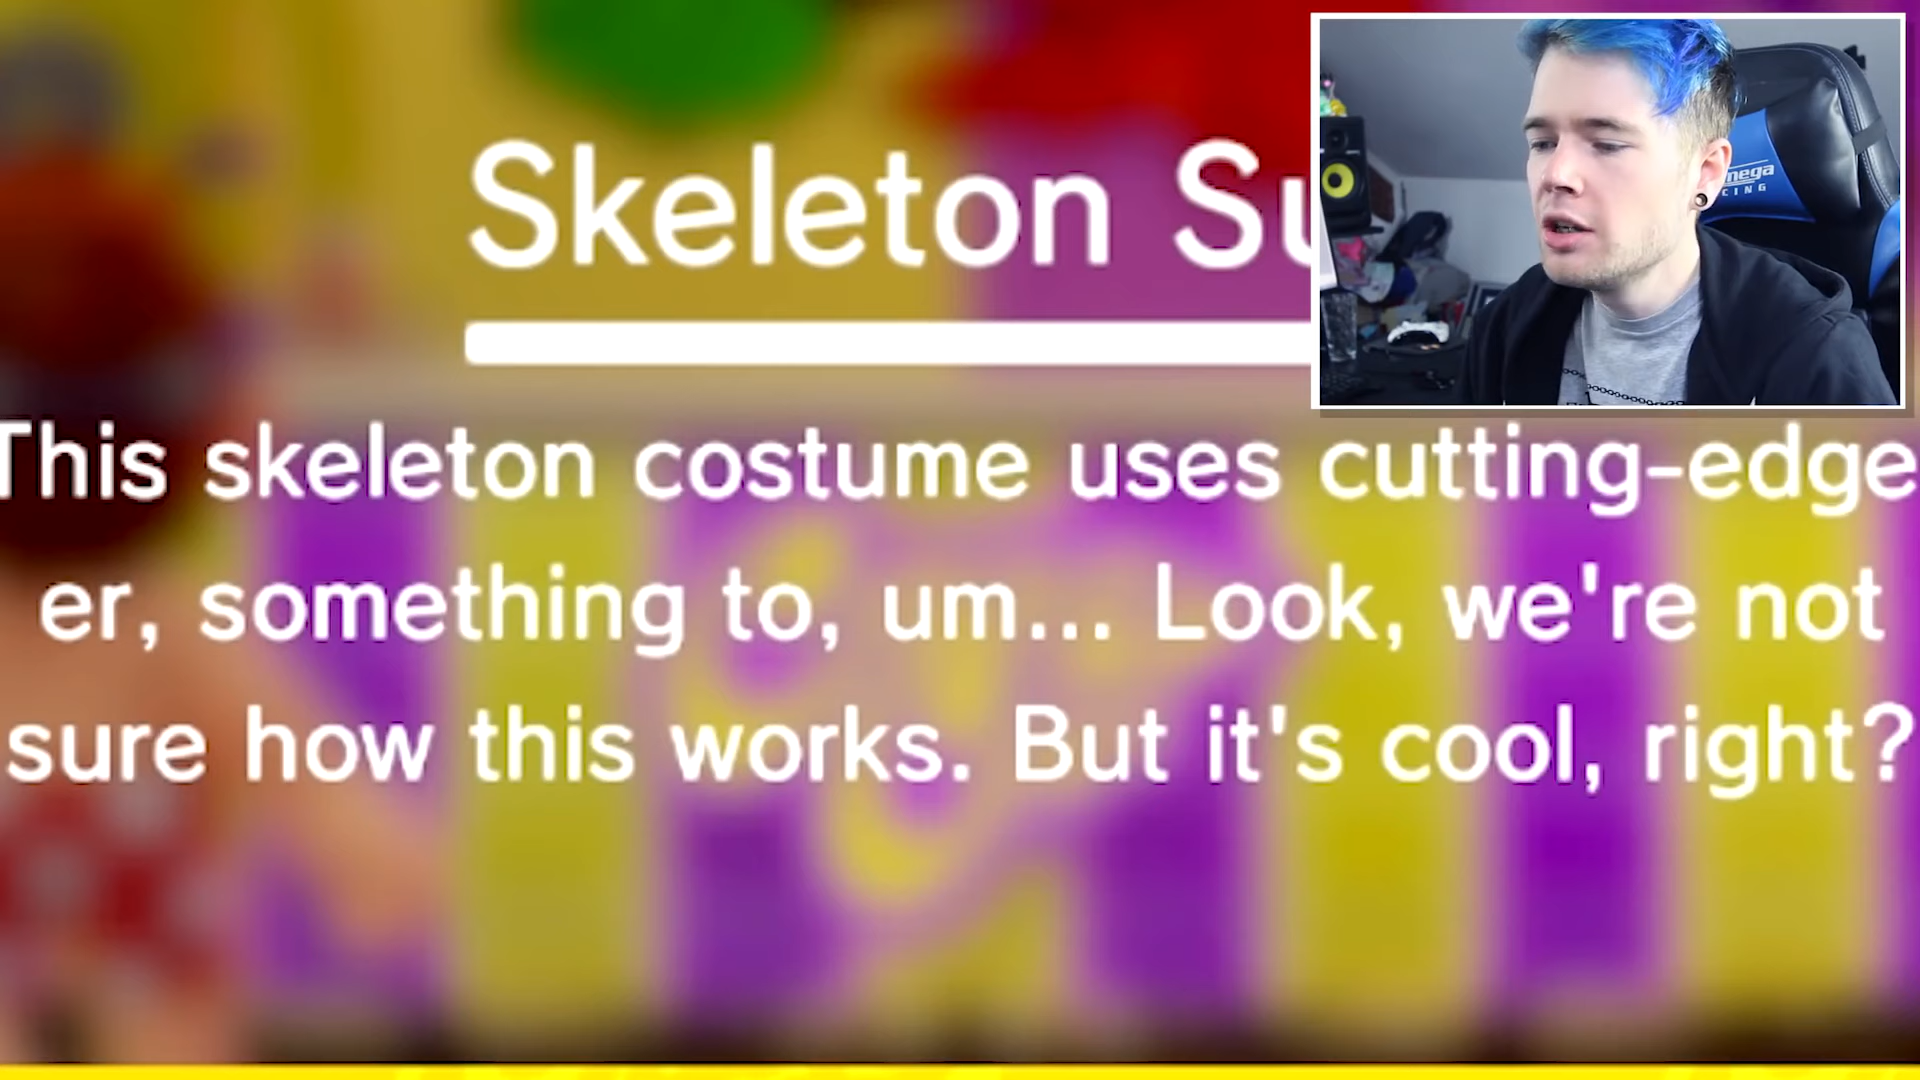 Skeleton
This skeleton costume uses cutting-edge
er, something to, um... Look, we're not
sure how this works. But it's cool, right?